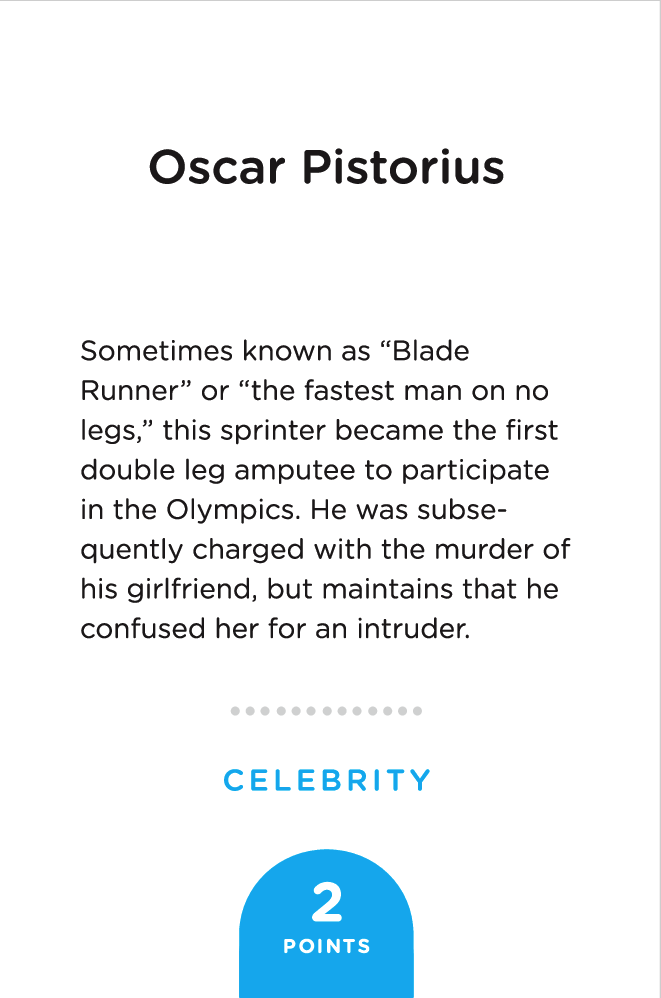 Oscar Pistorius
Sometimes known as “Blade
Runner” or “the fastest man on no
legs,” this sprinter became the first
double leg amputee to participate
in the Olympics. He was subse-
quently charged with the murder of
his girlfriend, but maintains that he
confused her for an intruder.
CELEBRITY
2
POINTS